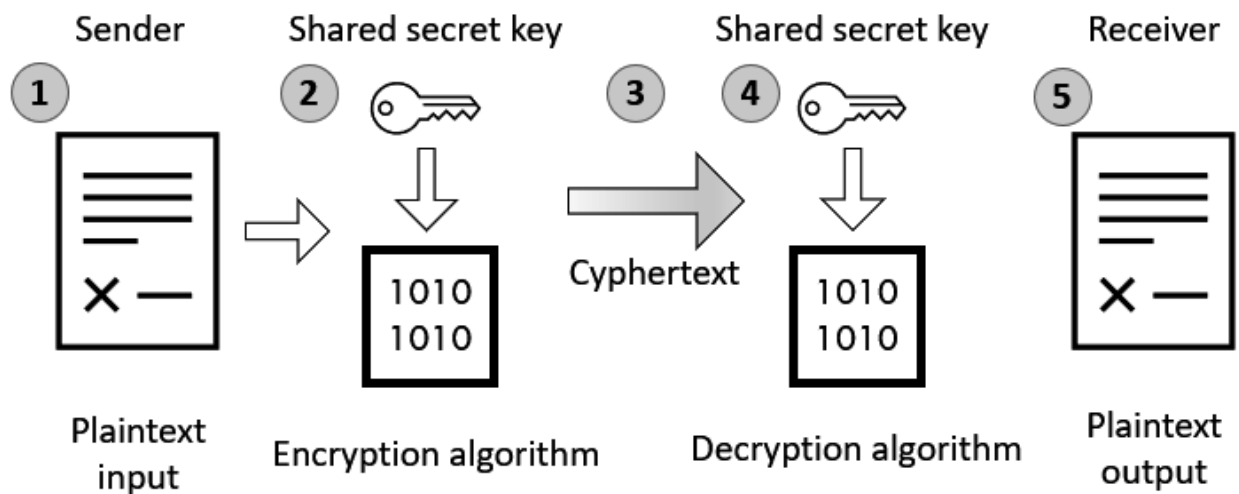 Sender
Shared secret key
Shared secret key
Receiver
1
2
3
4
5
1010
1010
Cyphertext
1010
1010
Plaintext
input
Encryption algorithm
Decryption algorithm
Plaintext
output